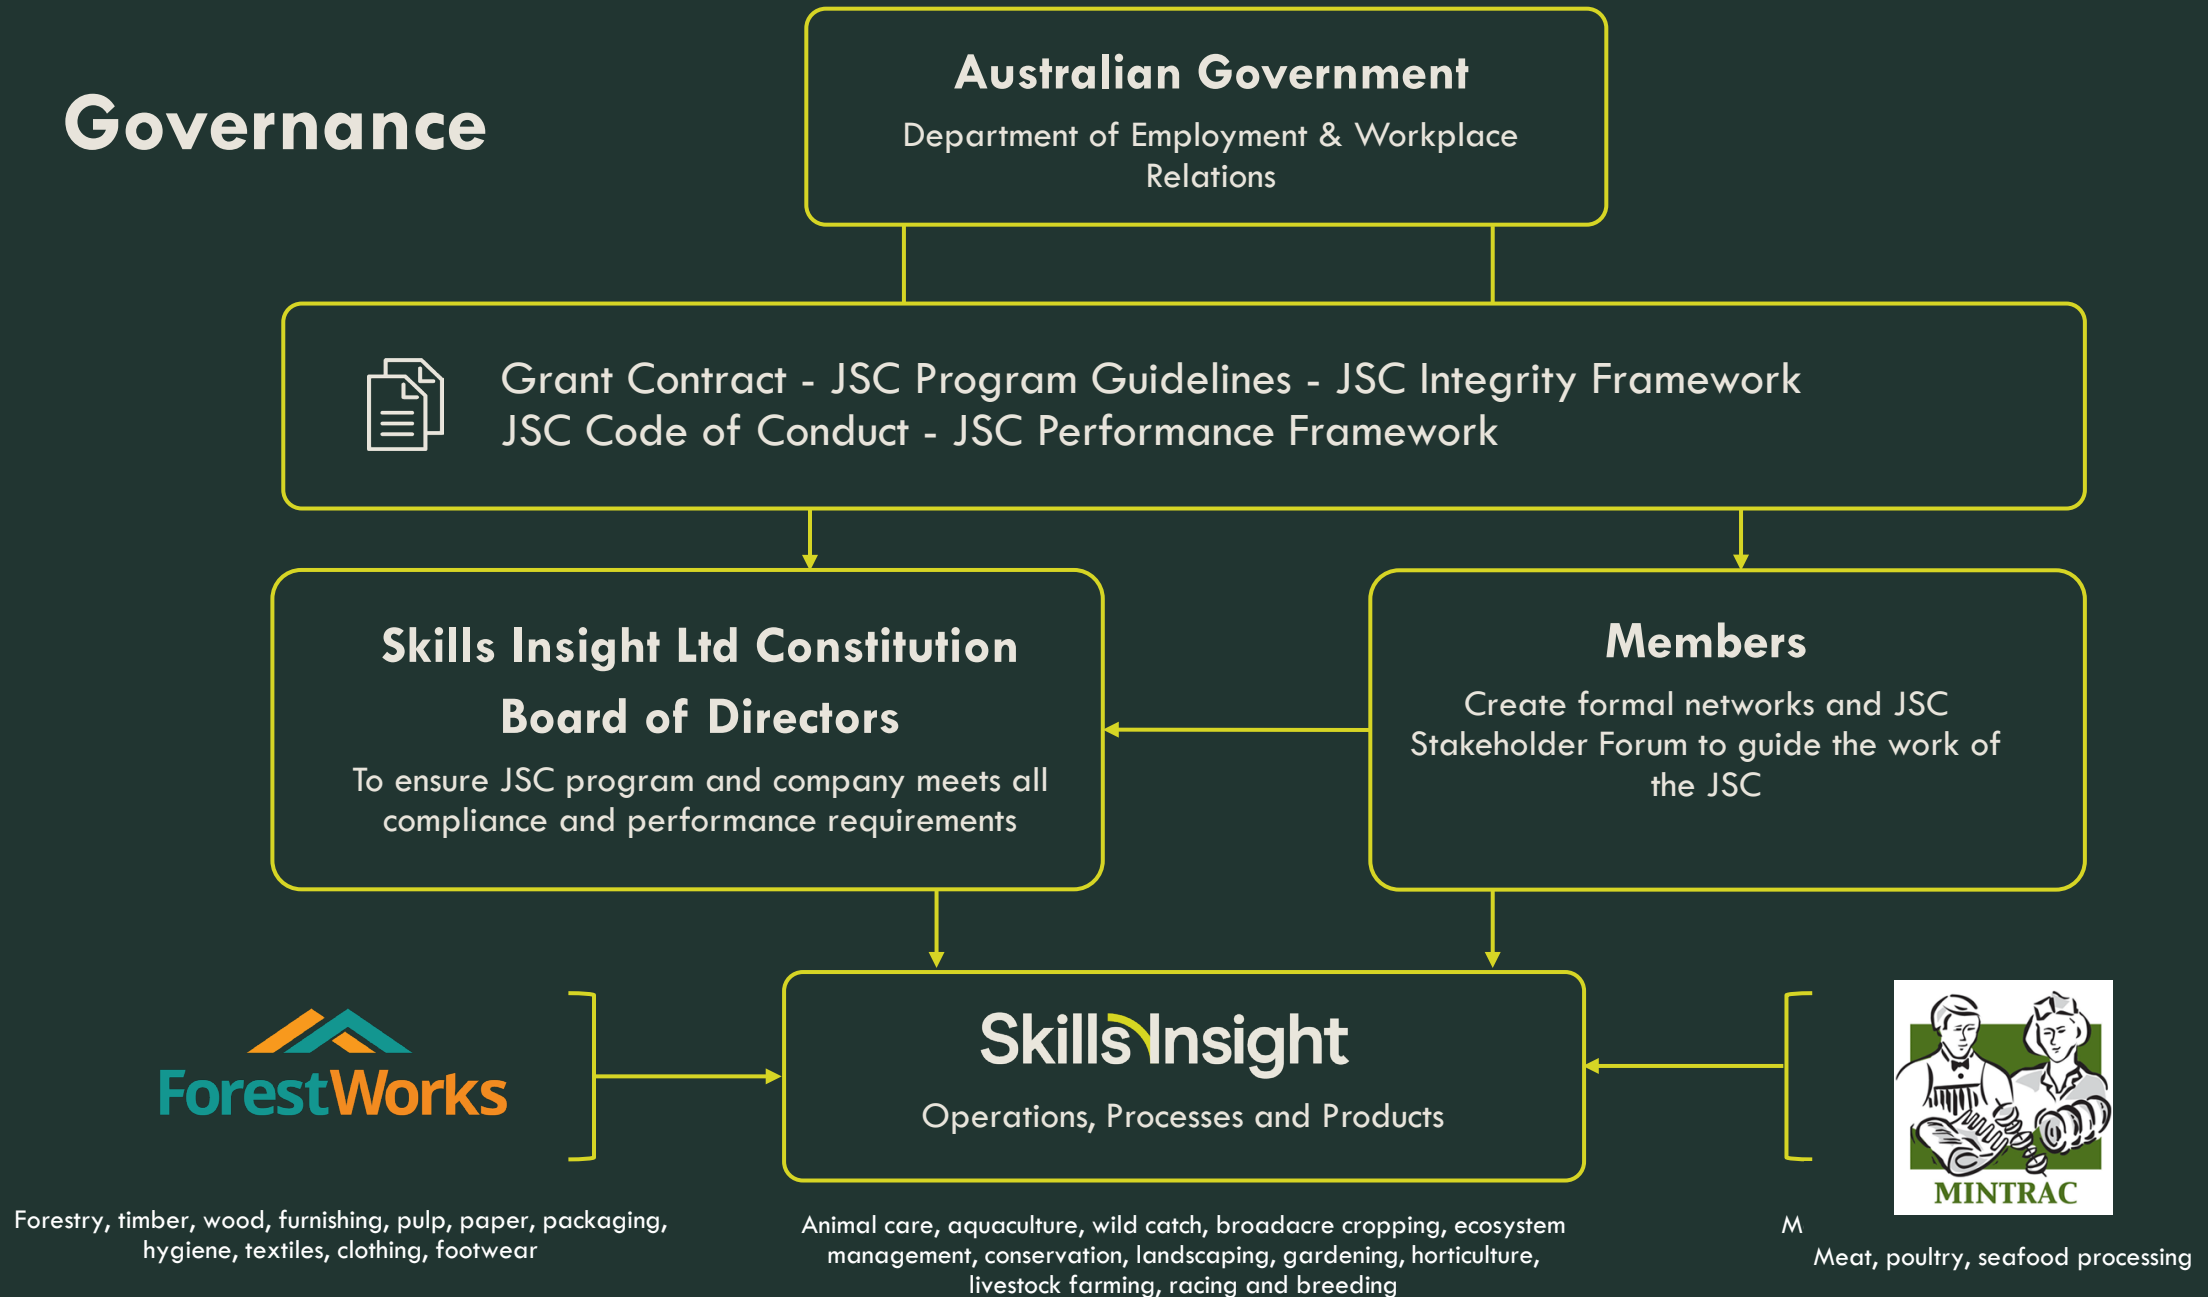 Governance
Australian Government
Department of Employment & Workplace
Relations
Grant Contract - JSC Program Guidelines - JSC Integrity Framework
JSC Code of Conduct - JSC Performance Framework
Skills Insight Ltd Constitution
Board of Directors
To ensure JSC program and company meets all
compliance and performance requirements
Members
Create formal networks and JSC
Stakeholder Forum to guide the work of
the JSC
ForestWorks
Forestry, timber, wood, furnishing, pulp, paper, packaging,
hygiene, textiles, clothing, footwear
Skills Insight
Operations, Processes and Products
Animal care, aquaculture, wild catch, broadacre cropping, ecosystem
management, conservation, landscaping, gardening, horticulture,
livestock farming, racing and breeding
MINTRAC
M
Meat, poultry, seafood processing